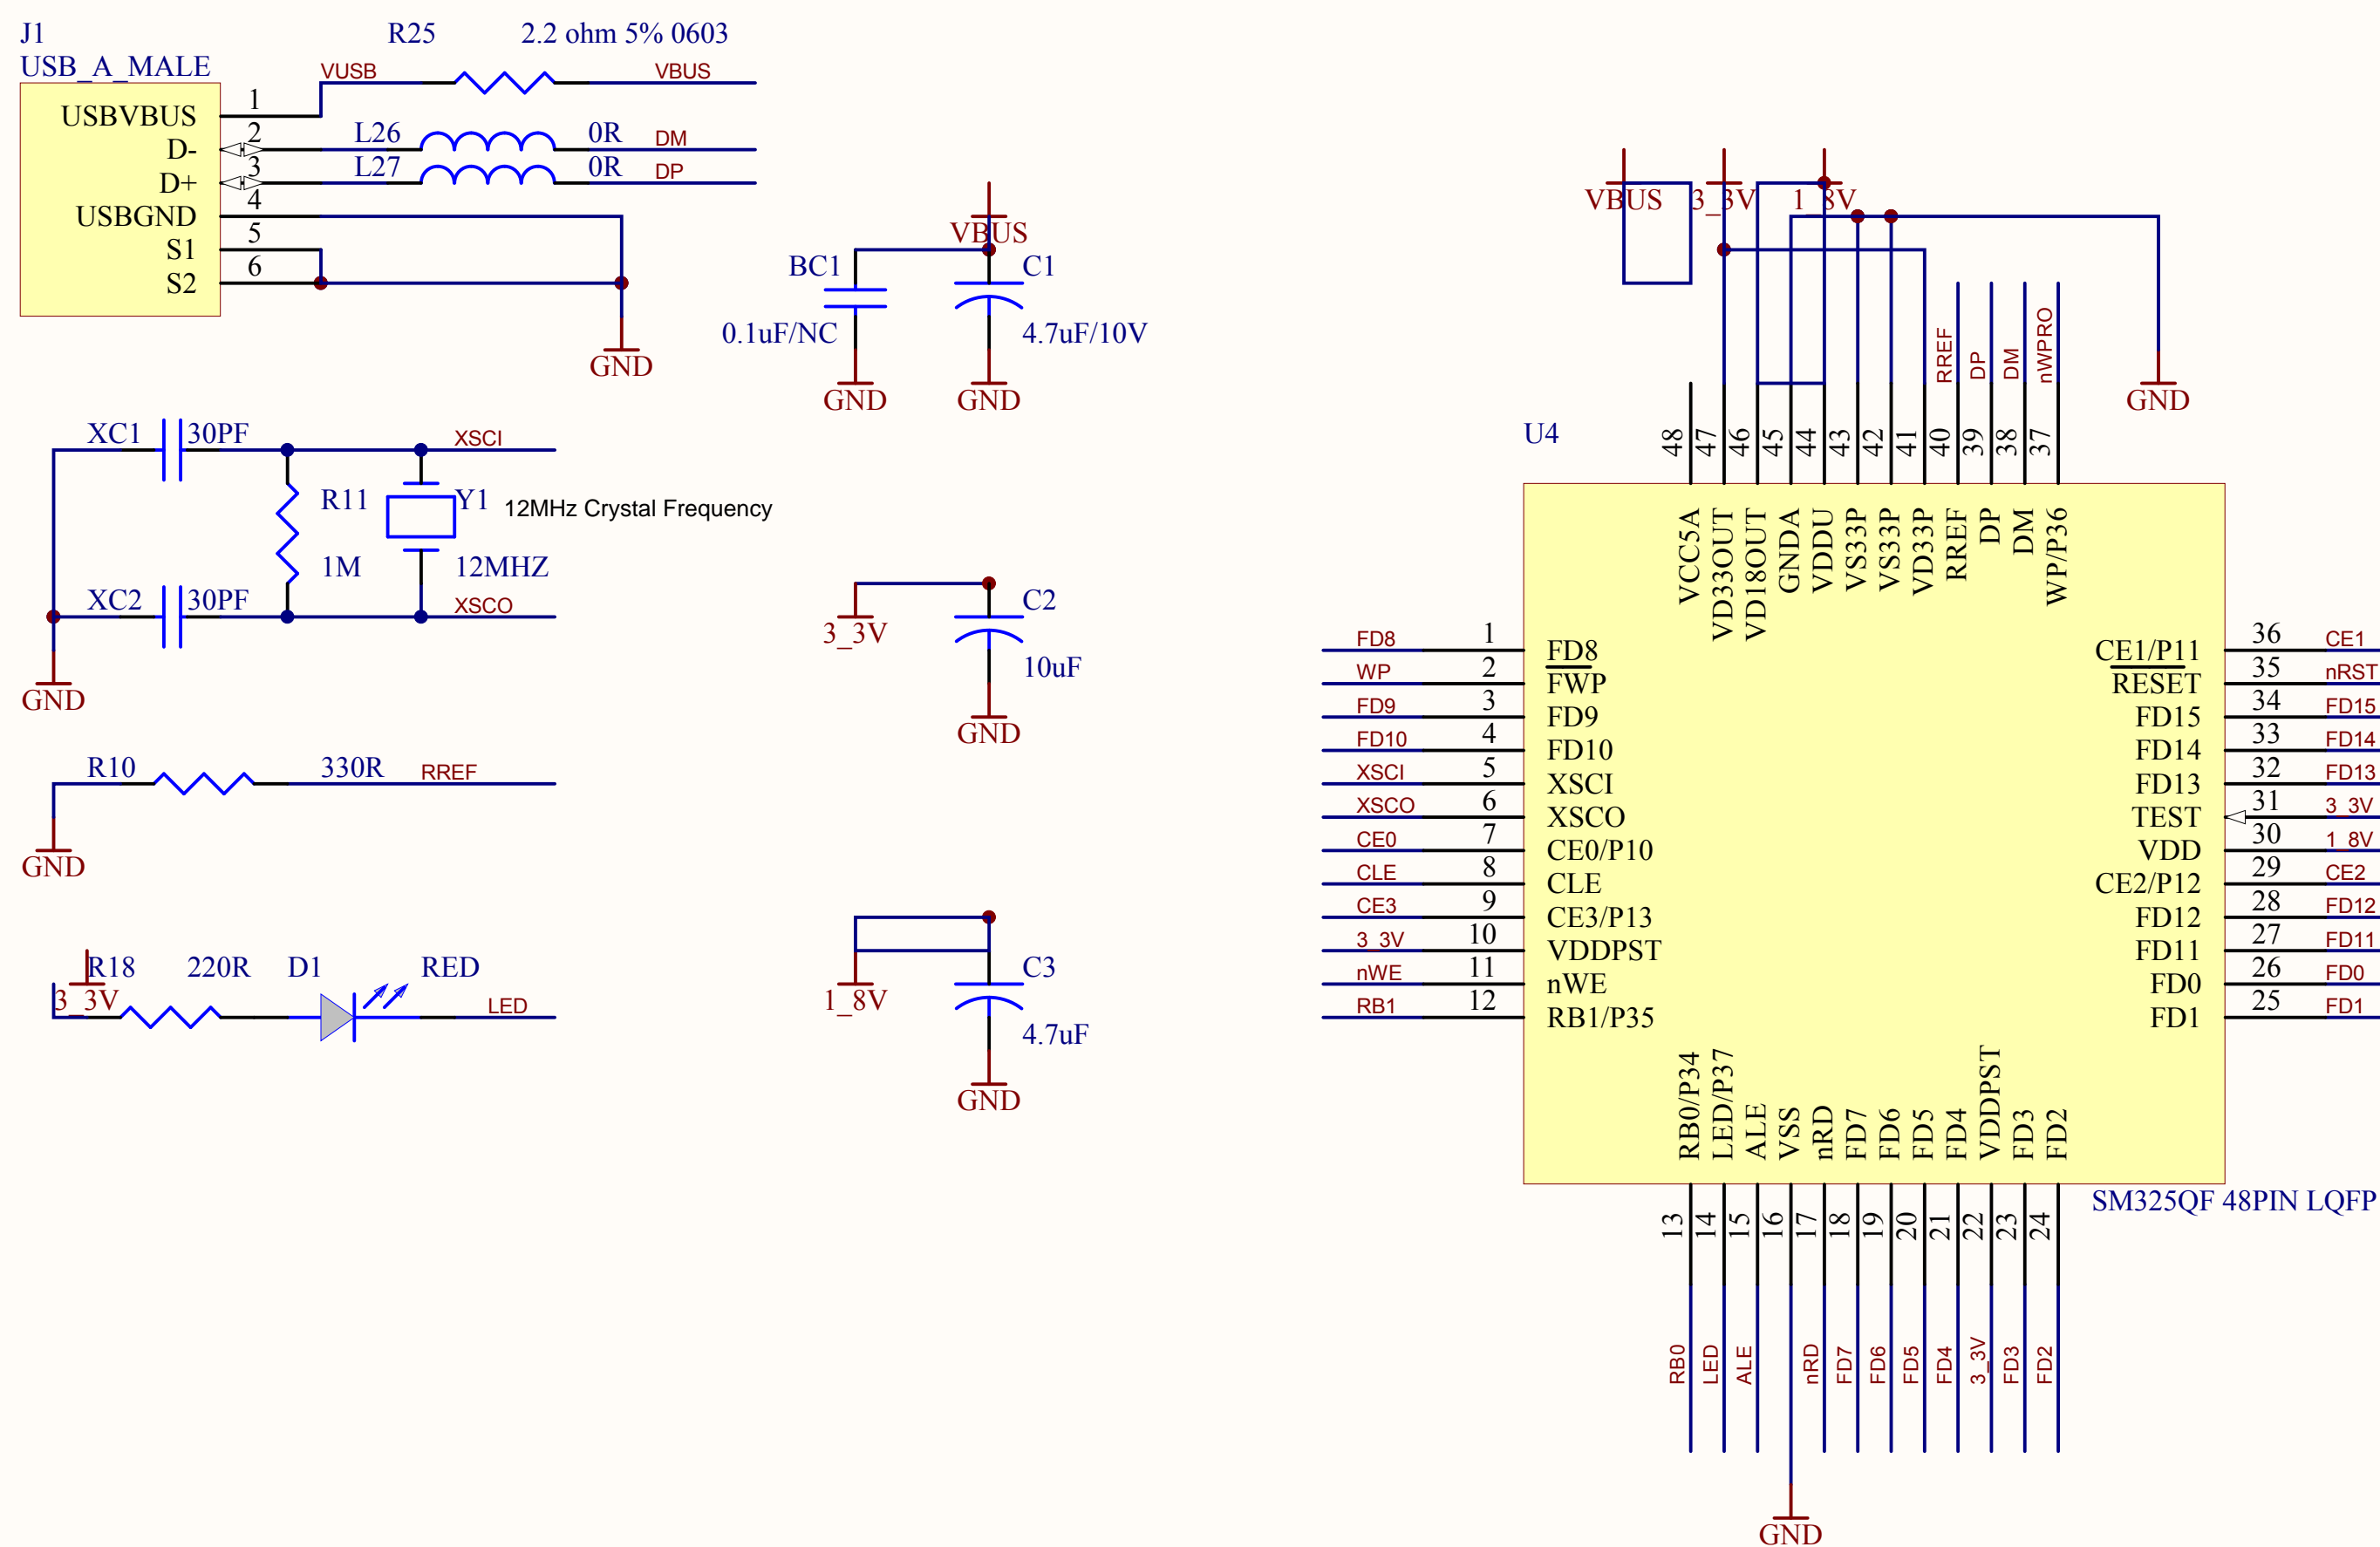 J1
USB_A_MALE
USBVBUS 1
D- 2
D+ 3
USBGND 4
S1 5
S2 6
R25 2.2 ohm 5% 0603
VUSB VBUS
L26 0R DM
L27 0R DP
GND
VBUS
BC1 C1
0.1uF/NC 4.7uF/10V
GND GND
XC1 30PF XSCI
R11 Y1 12MHz Crystal Frequency
1M 12MHZ
XC2 30PF XSCO
GND
C2
3_3V
10uF
GND
R10 330R RREF
GND
R18 220R D1 RED
3_3V LED
C3
1_8V
4.7uF
GND
VBUS 3_3V 1_8V
RREF DP DM nWPRO
GND
U4
48 47 46 45 44 43 42 41 40 39 38 37
VCC5A VD33OUT VD18OUT GNDA VDDU VS33P VS33P VD33P RREF DP DM WP/P36
FD8 1 FD8
WP 2 FWP
FD9 3 FD9
FD10 4 FD10
XSCI 5 XSCI
XSCO 6 XSCO
CE0 7 CE0/P10
CLE 8 CLE
CE3 9 CE3/P13
3_3V 10 VDDPST
nWE 11 nWE
RB1 12 RB1/P35
CE1/P11 36 CE1
RESET 35 nRST
FD15 34 FD15
FD14 33 FD14
FD13 32 FD13
TEST 31 3_3V
VDD 30 1_8V
CE2/P12 29 CE2
FD12 28 FD12
FD11 27 FD11
FD0 26 FD0
FD1 25 FD1
RB0/P34 LED/P37 ALE VSS nRD FD7 FD6 FD5 FD4 VDDPST FD3 FD2
SM325QF 48PIN LQFP
13 14 15 16 17 18 19 20 21 22 23 24
RB0 LED ALE nRD FD7 FD6 FD5 FD4 3_3V FD3 FD2
GND